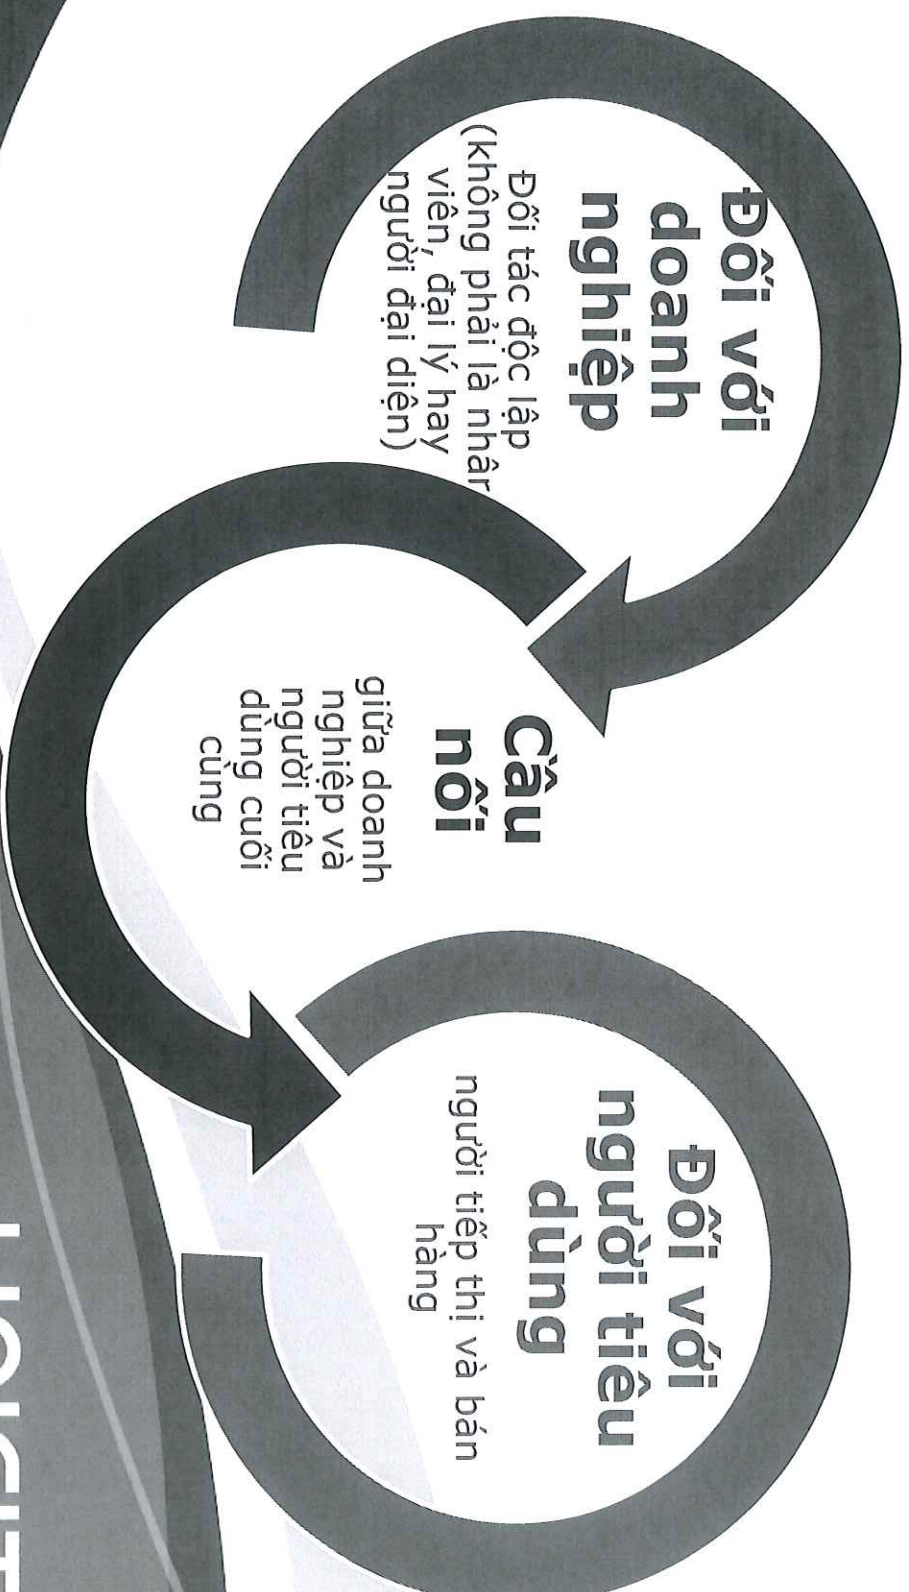 Đối với
doanh
nghiệp
Đối tác độc lập
(không phải là nhân
viên, đại lý hay
người đại diện)
Cầu
nối
giữa doanh
nghiệp và
người tiêu
dùng cuối
cùng
Đối với
người tiêu
dùng
người tiếp thị và bán
hàng